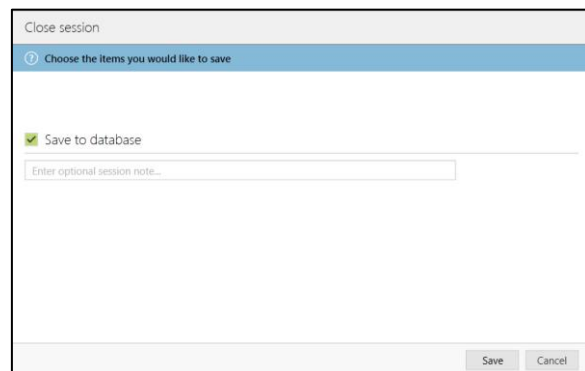 Close session
? Choose the items you would like to save
Save to database
Enter optional session note...
Save Cancel